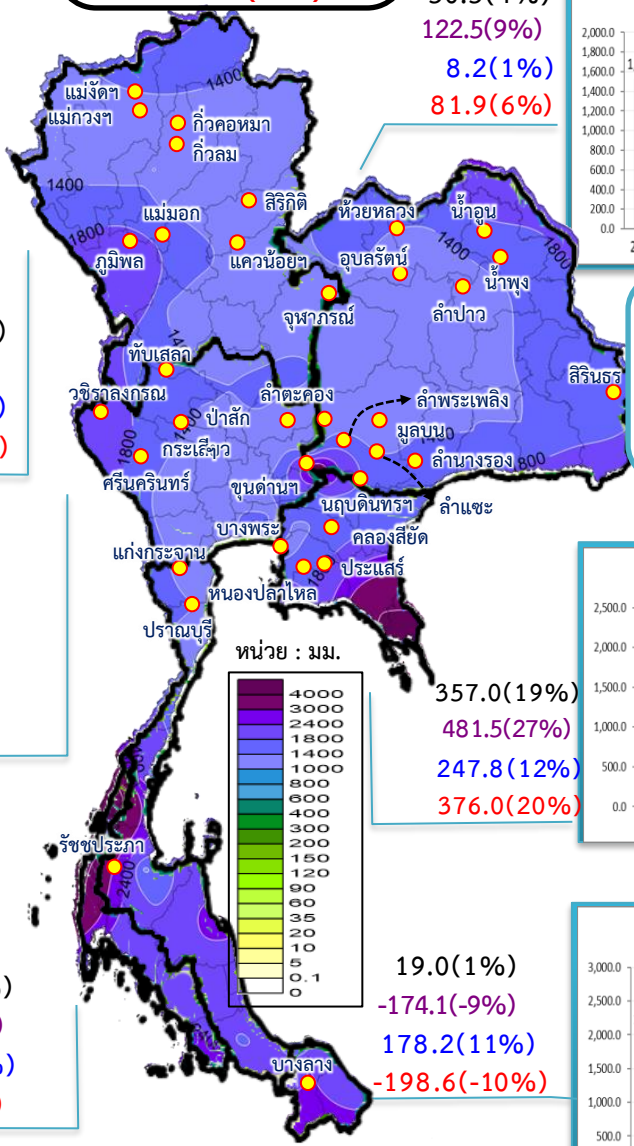 122.5(9%)
8.2(1%)
81.9(6%)
2,000.0
1,800.0
1,600.0
1,400.0
1,200.0
1,000.0
800.0
600.0
400.0
200.0
0.0
1400
แม่งัดฯ
แม่กวงฯ
กิ่วคอหมา
กิ่วลม
1400
สิริกิติ์
แม่มอก
1800
ภูมิพล
แควน้อยฯ
ห้วยหลวง
น้ำอูน
1400
1800
อุบลรัตน์
น้ำพุง
จุฬาภรณ์
ลำปาว
ทับเสลา
สิรินธร
วชิราลงกรณ
ลำตะคอง
ลำพระเพลิง
ป่าสัก
1400
มูลบน
1800
กระเสียว
1400
ลำนางรอง
800
ศรีนครินทร์
ขุนด่านฯ
ลำแซะ
นฤบดินทรฯ
บางพระ
คลองสียัด
แก่งกระจาน
ประแสร์
หนองปลาไหล
ปราณบุรี
หน่วย : มม.
4000
3000
2400
1800
1400
1000
800
600
400
300
200
150
120
90
60
35
20
10
5
0.1
0
357.0(19%)
481.5(27%)
247.8(12%)
376.0(20%)
2,500.0
2,000.0
1,500.0
1,000.0
500.0
0.0
รัชชประภา
2400
19.0(1%)
-174.1(-9%)
178.2(11%)
-198.6(-10%)
บางลาง
3,000.0
2,500.0
2,000.0
1,500.0
1,000.0
500.0